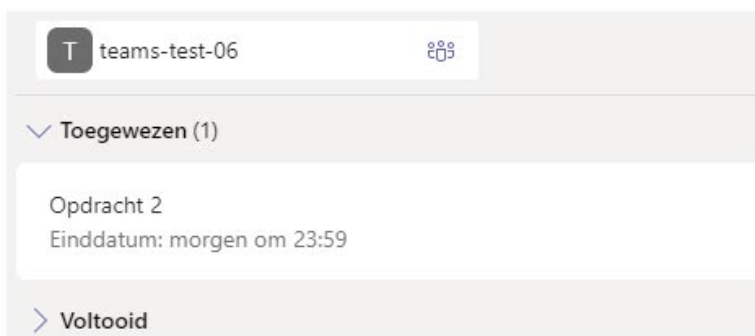 T teams-test-06
Toegewezen (1)
Opdracht 2
Einddatum: morgen om 23:59
Voltooid